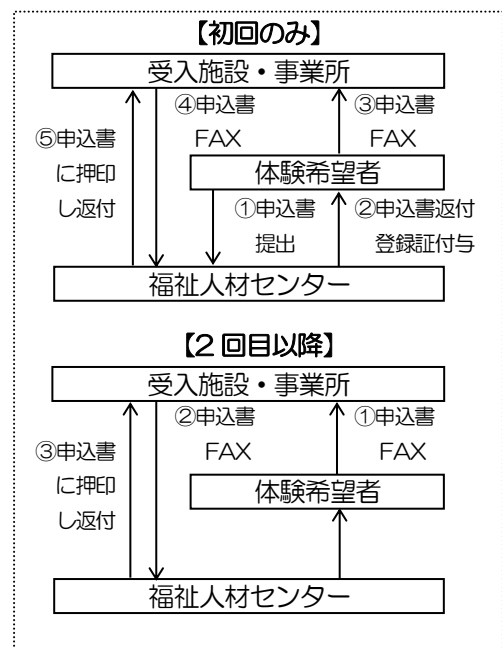 【初回のみ】
受入施設・事業所
④申込書
FAX
③申込書
FAX
⑤申込書
に押印
し返付
体験希望者
①申込書
提出
②申込書返付
登録証付与
福祉人材センター
【2 回目以降】
受入施設・事業所
②申込書
FAX
①申込書
FAX
③申込書
に押印
し返付
体験希望者
福祉人材センター